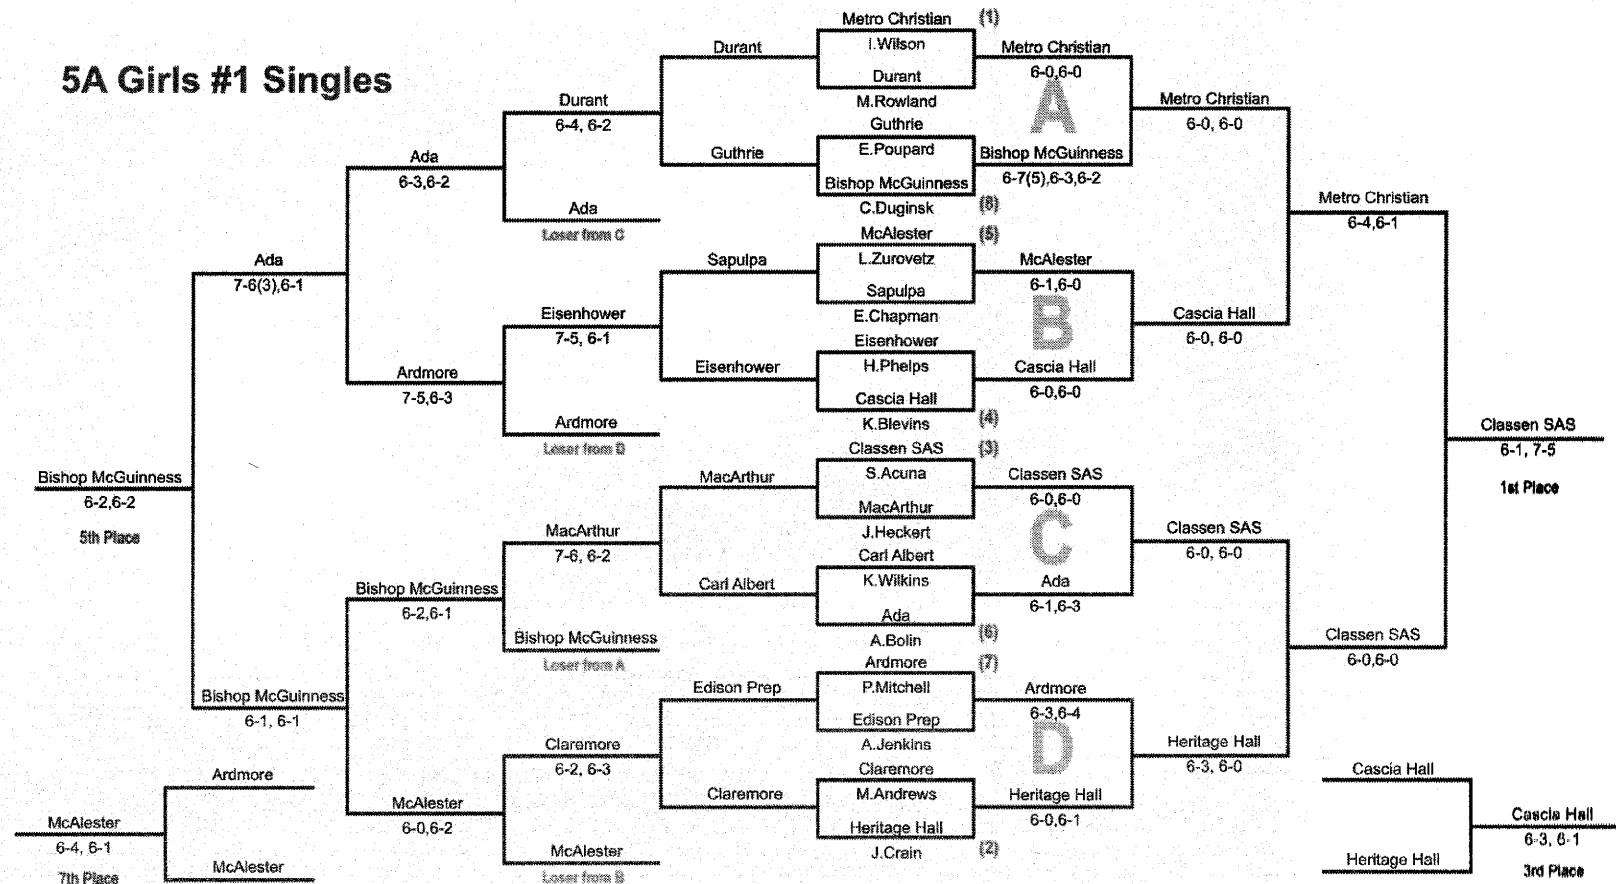 5A Girls #1 Singles
Metro Christian (1)
I.Wilson
Durant
M.Rowland
Guthrie
E.Poupard
Bishop McGuinness
C.Duginsk (8)
McAlester (5)
L.Zurovetz
Sapulpa
E.Chapman
Eisenhower
H.Phelps
Cascia Hall
K.Blevins (4)
Classen SAS (3)
S.Acuna
MacArthur
J.Heckert
Carl Albert
K.Wilkins
Ada
A.Bolin (6)
Ardmore (7)
P.Mitchell
Edison Prep
A.Jenkins
Claremore
M.Andrews
Heritage Hall
J.Crain (2)
Metro Christian
6-0,6-0
A
Bishop McGuinness
6-7(5),6-3,6-2
McAlester
6-1,6-0
B
Cascia Hall
6-0,6-0
Classen SAS
6-0,6-0
C
Ada
6-1,6-3
Ardmore
6-3,6-4
D
Heritage Hall
6-0,6-1
Metro Christian
6-0, 6-0
Cascia Hall
6-0, 6-0
Classen SAS
6-0, 6-0
Heritage Hall
6-3, 6-0
Metro Christian
6-4,6-1
Classen SAS
6-0,6-0
Classen SAS
6-1, 7-5
1st Place
Cascia Hall
Heritage Hall
Cascia Hall
6-3, 6-1
3rd Place
Durant
Guthrie
Sapulpa
Eisenhower
MacArthur
Carl Albert
Edison Prep
Claremore
Durant
6-4, 6-2
Ada
Loser from C
Eisenhower
7-5, 6-1
Ardmore
Loser from D
MacArthur
7-6, 6-2
Bishop McGuinness
Loser from A
Claremore
6-2, 6-3
McAlester
Loser from B
Ada
6-3,6-2
Ardmore
7-5,6-3
Bishop McGuinness
6-2,6-1
McAlester
6-0,6-2
Ada
7-6(3),6-1
Bishop McGuinness
6-1, 6-1
Bishop McGuinness
6-2,6-2
5th Place
Ardmore
McAlester
McAlester
6-4, 6-1
7th Place